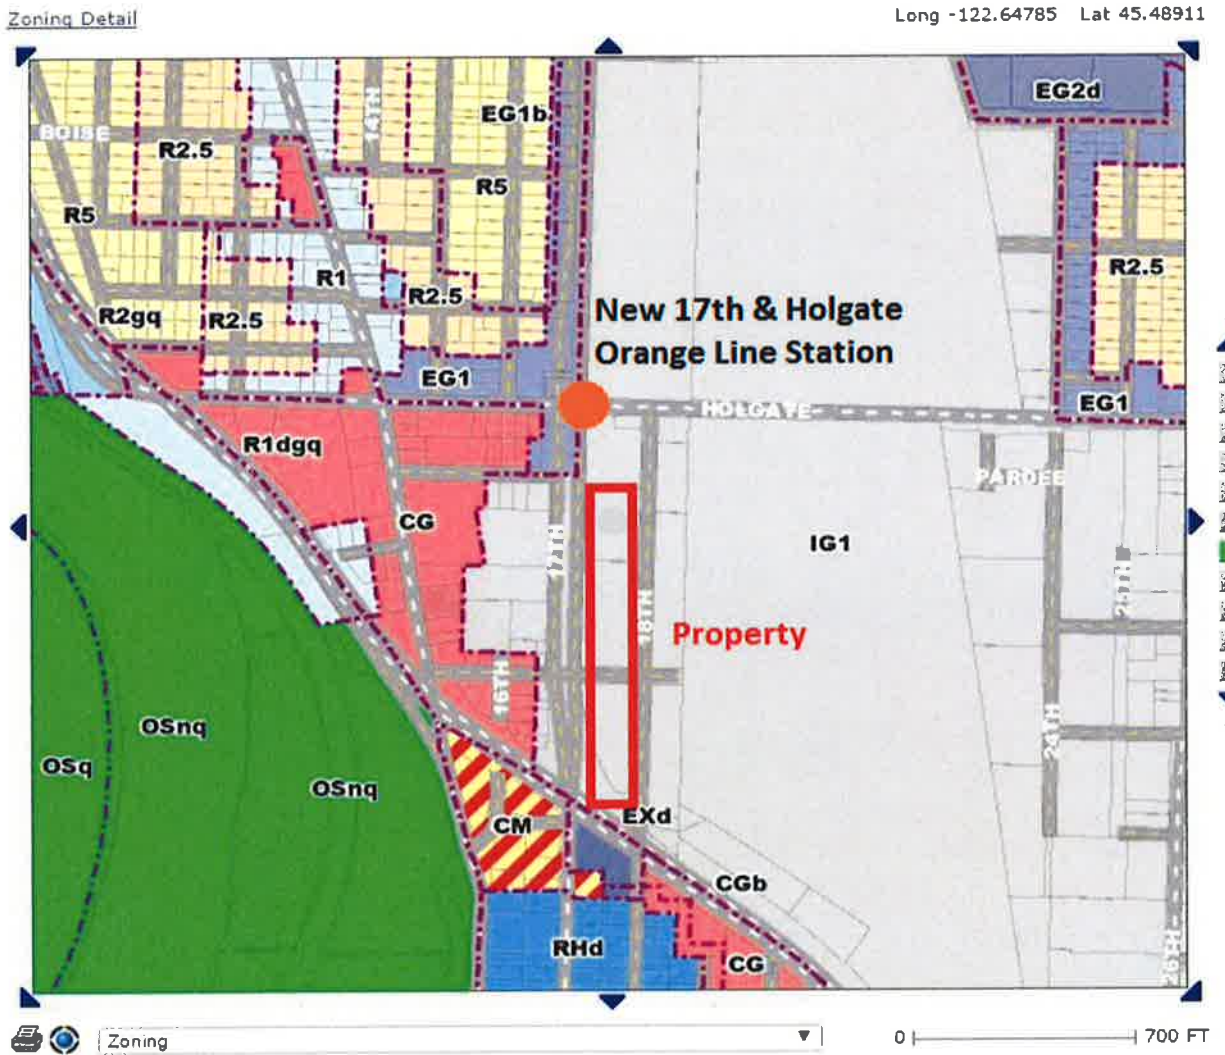 Zoning Detail
Long -122.64785 Lat 45.48911
EG2d
14TH
EG1b
BOISE
R2.5
R5
R5
R2.5
R1
R2.5
New 17th & Holgate
Orange Line Station
R2gq
R2.5
EG1
EG1
HOLGATE
R1dgq
PARDEE
CG
17TH
IG1
18TH
Property
16TH
24TH
OSnq
OSq
OSnq
CM
EXd
CGb
RHd
CG
26TH
Zoning
0
700 FT